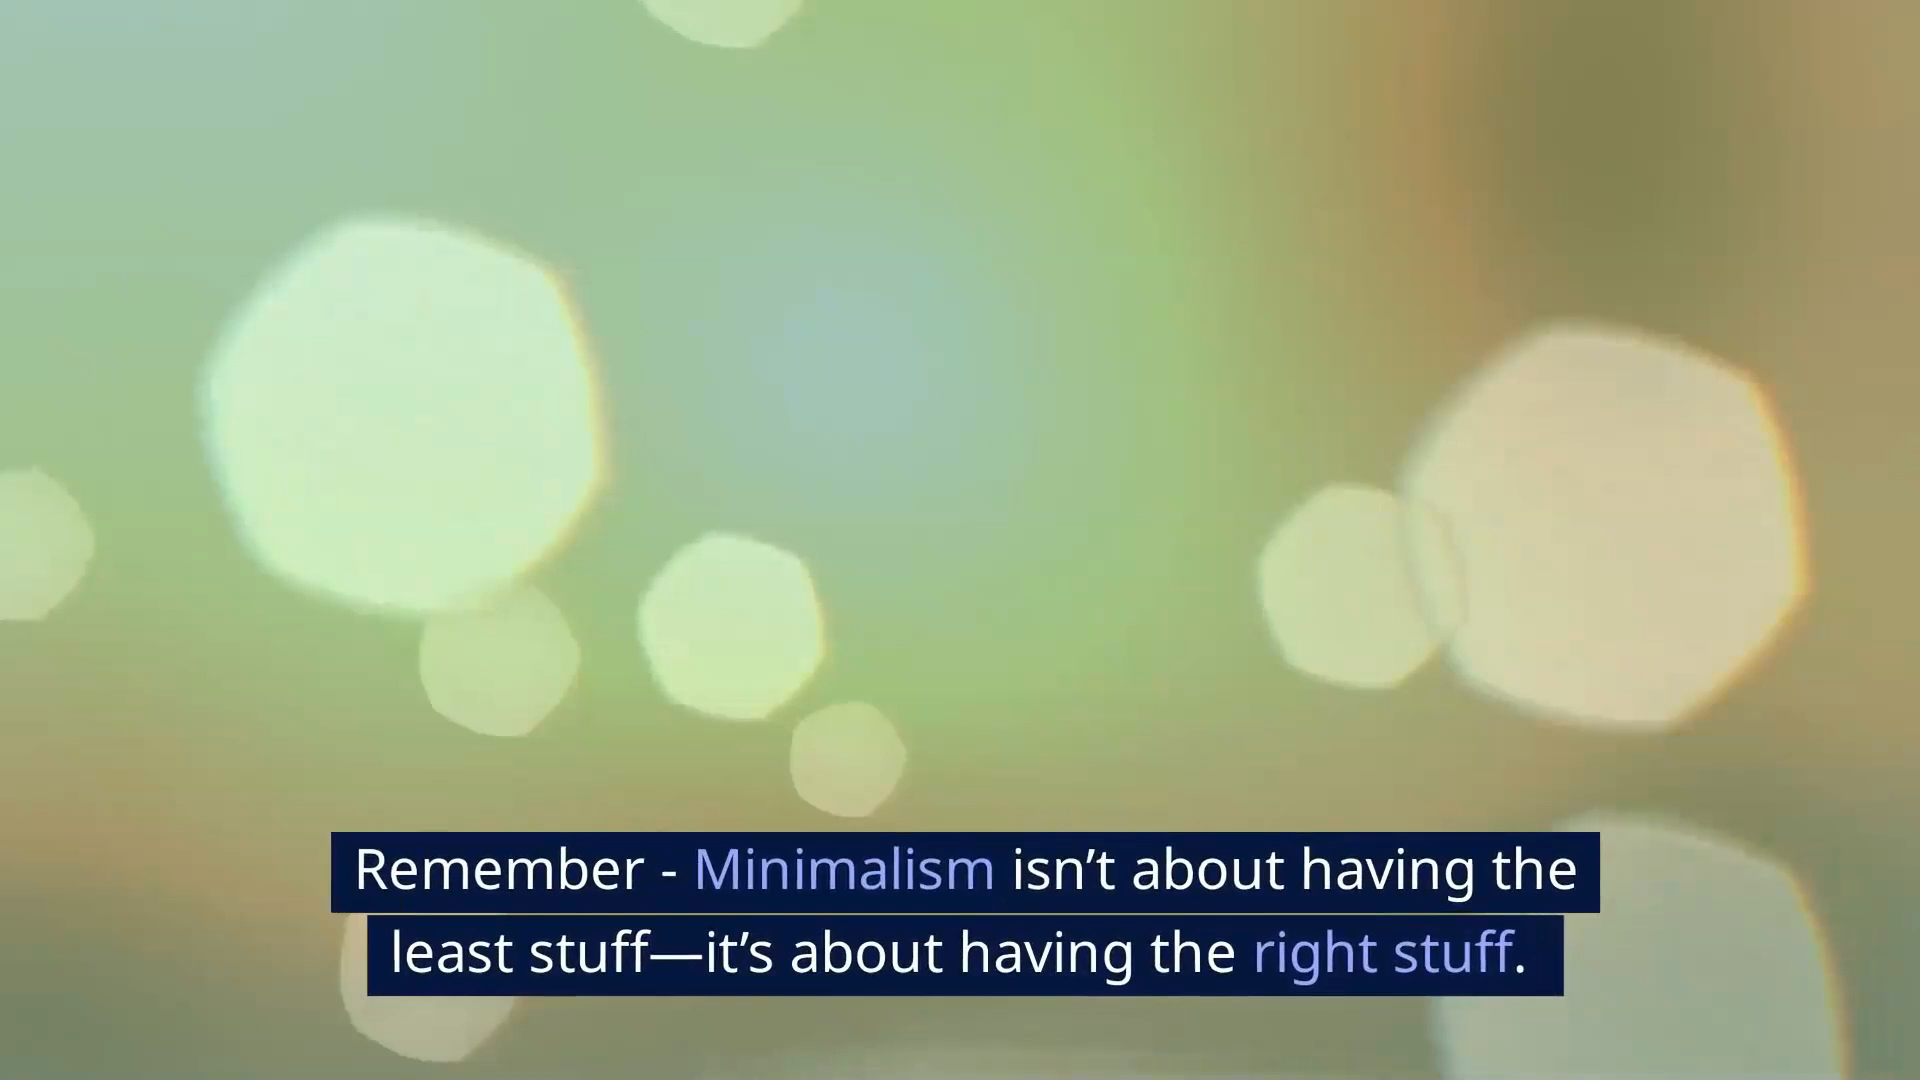 Remember - Minimalism isn’t about having the
least stuff—it’s about having the right stuff.